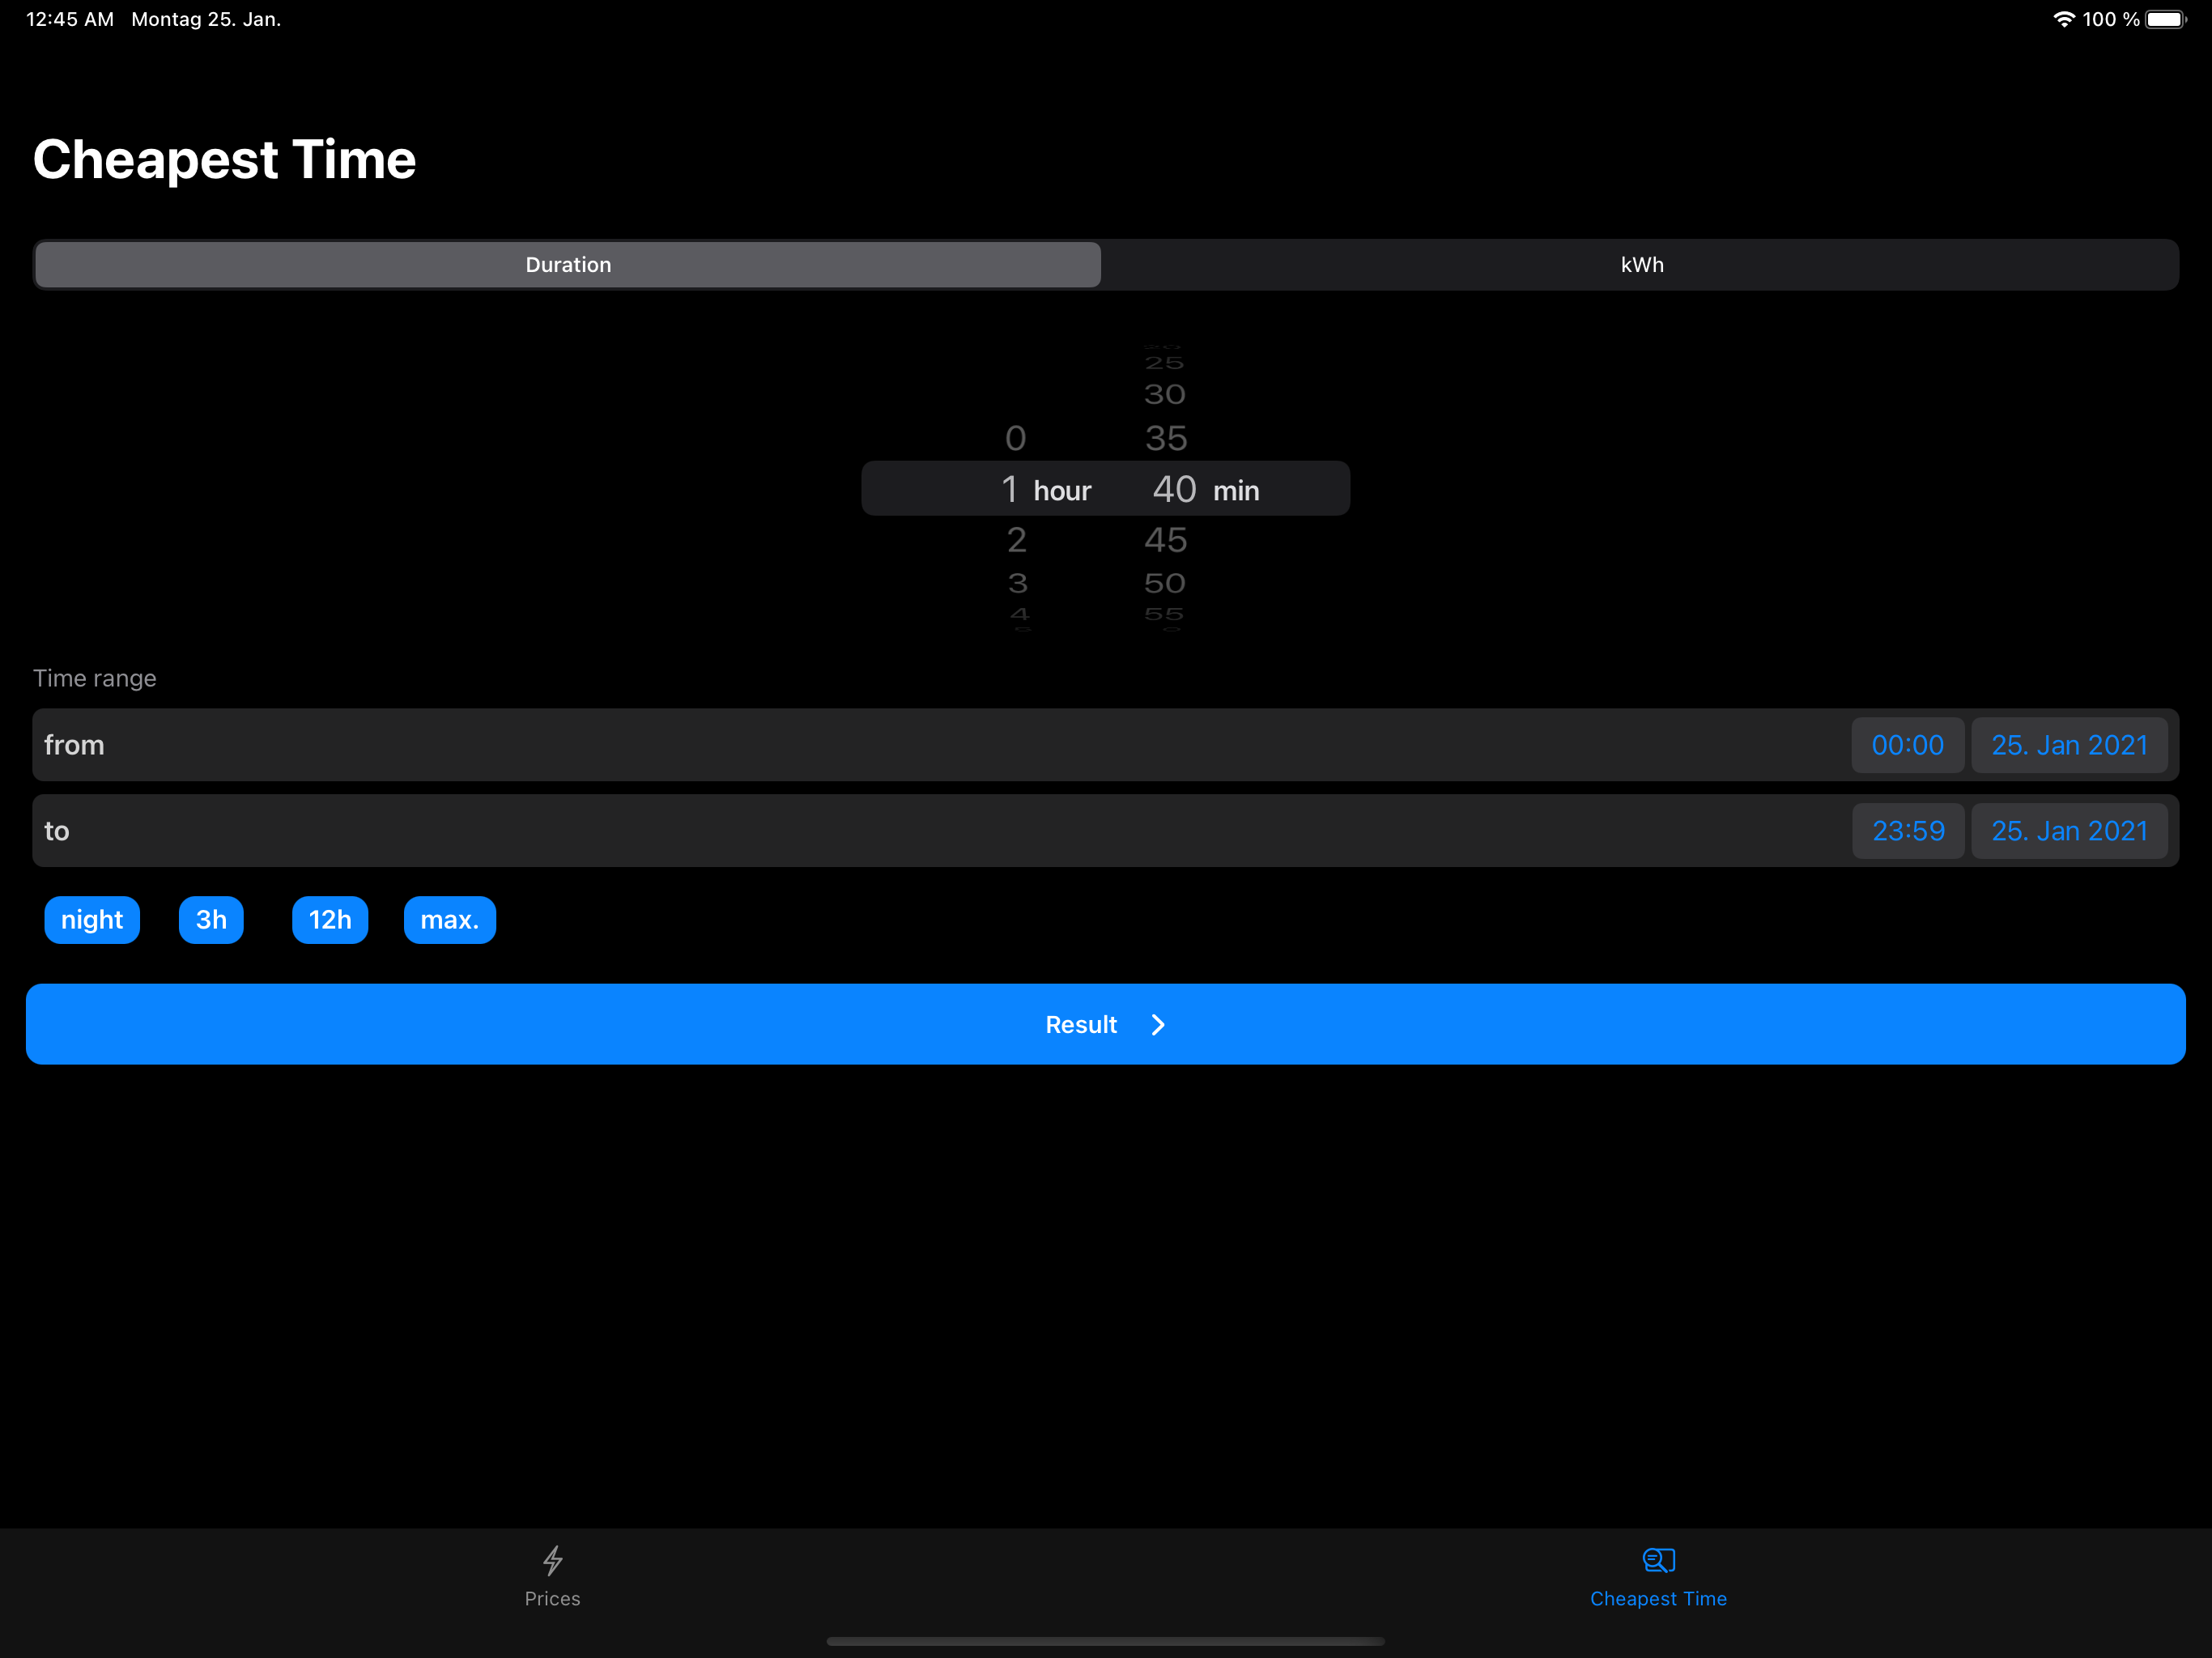 12:45 AM Montag 25. Jan. 100 %
Cheapest Time
Duration kWh
25
30
0 35
1 hour 40 min
2 45
3 50
4 55
Time range
from 00:00 25. Jan 2021
to 23:59 25. Jan 2021
night 3h 12h max.
Result
Prices Cheapest Time